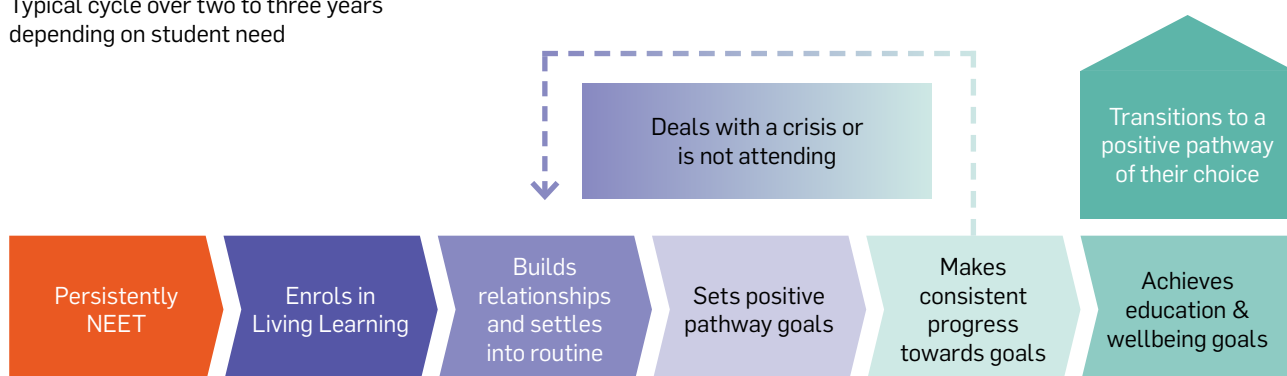 Typical cycle over two to three years
depending on student need
Deals with a crisis or
is not attending
Transitions to a
positive pathway
of their choice
Persistently
NEET
Enrols in
Living Learning
Builds
relationships
and settles
into routine
Sets positive
pathway goals
Makes
consistent
progress
towards goals
Achieves
education &
wellbeing goals